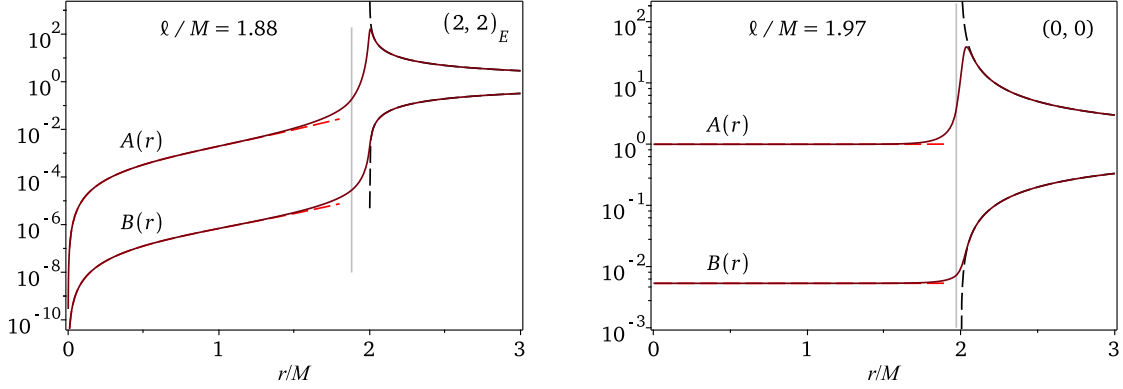 ℓ / M = 1.88
(2, 2)_E
10^2
10^0
10^-2
10^-4
10^-6
10^-8
10^-10
A(r)
B(r)
0
1
2
3
r/M
ℓ / M = 1.97
(0, 0)
10^2
10^1
10^0
10^-1
10^-2
10^-3
A(r)
B(r)
0
1
2
3
r/M